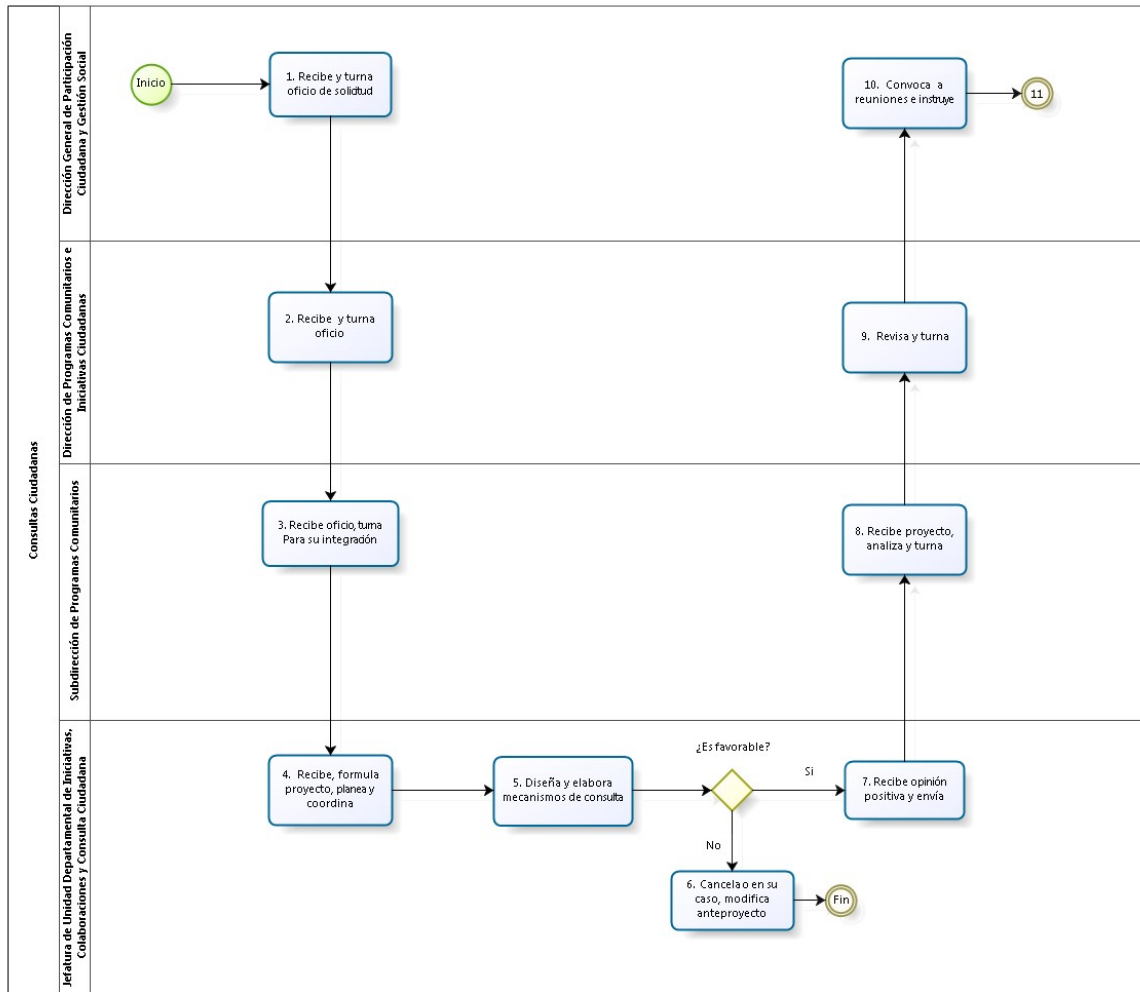 Consultas Ciudadanas
Dirección General de Participación
Ciudadana y Gestión Social
Inicio
1. Recibe y turna
oficio de solicitud
10. Convoca a
reuniones e instruye
11
Dirección de Programas Comunitarios e
Iniciativas Ciudadanas
2. Recibe y turna
oficio
9. Revisa y turna
Subdirección de Programas Comunitarios
3. Recibe oficio, turna
Para su integración
8. Recibe proyecto,
analiza y turna
Jefatura de Unidad Departamental de Iniciativas,
Colaboraciones y Consulta Ciudadana
4. Recibe, formula
proyecto, planea y
coordina
5. Diseña y elabora
mecanismos de consulta
¿Es favorable?
Si
7. Recibe opinión
positiva y envía
No
6. Cancela o en su
caso, modifica
anteproyecto
Fin